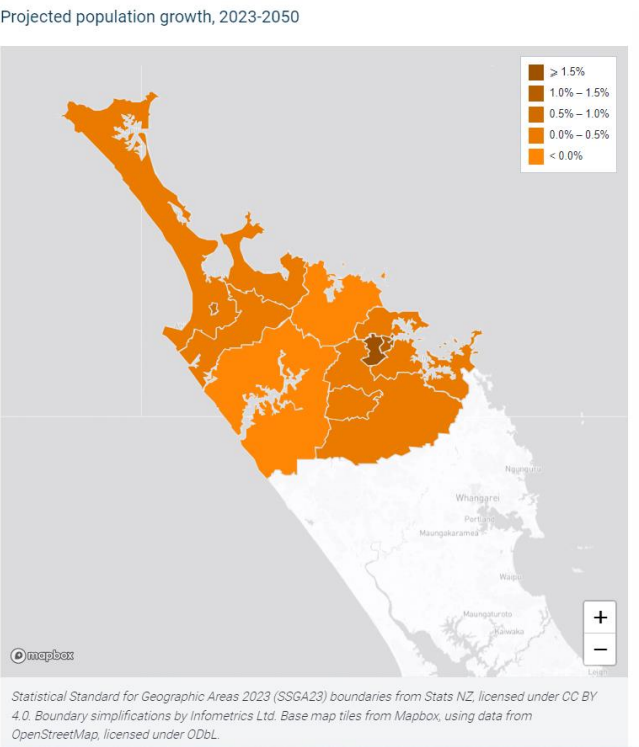 Projected population growth, 2023-2050
⩾ 1.5%
1.0% – 1.5%
0.5% – 1.0%
0.0% – 0.5%
< 0.0%
Ngunguru
Whangarei
Portland
Maungakaramea
Waipu
Maungaturoto
Kaiwaka
+
−
mapbox
Statistical Standard for Geographic Areas 2023 (SSGA23) boundaries from Stats NZ, licensed under CC BY
4.0. Boundary simplifications by Infometrics Ltd. Base map tiles from Mapbox, using data from
OpenStreetMap, licensed under ODbL.